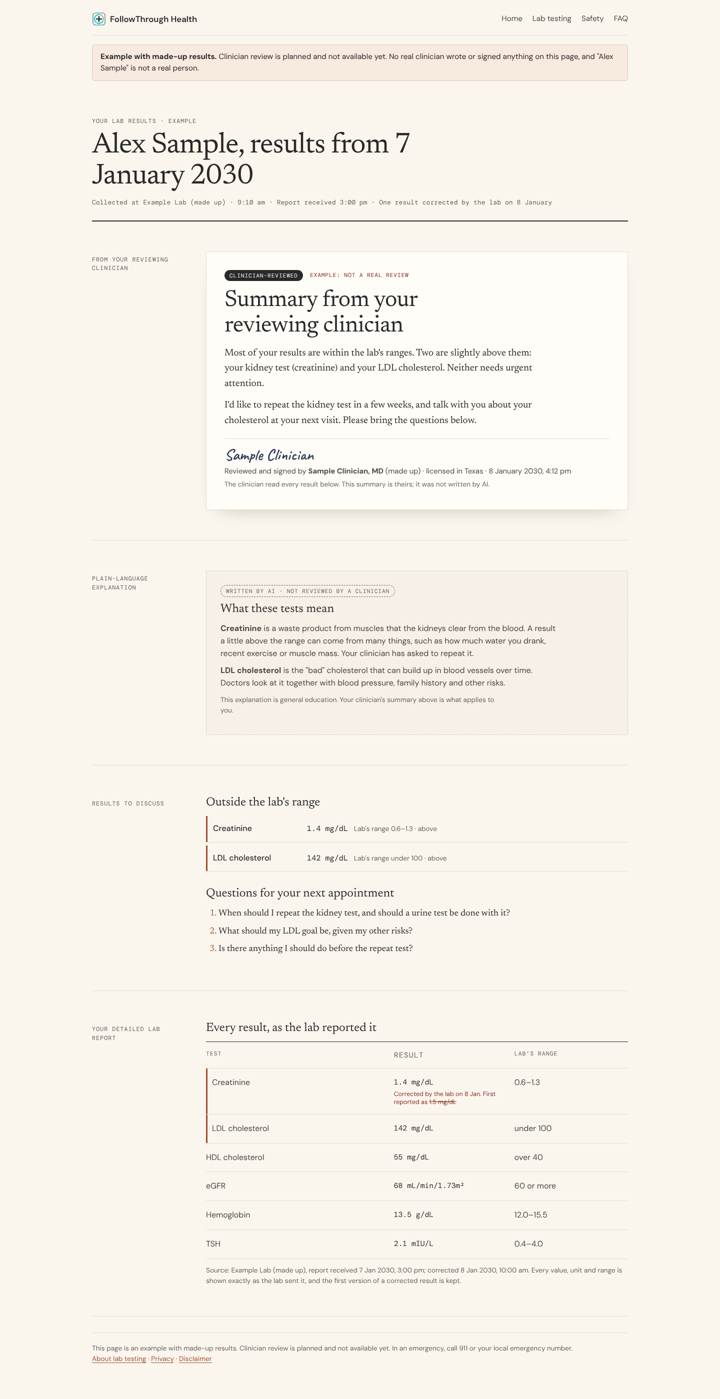 FollowThrough Health
Home Lab testing Safety FAQ
Example with made-up results. Clinician review is planned and not available yet. No real clinician wrote or signed anything on this page, and "Alex
Sample" is not a real person.
YOUR LAB RESULTS · EXAMPLE
Alex Sample, results from 7
January 2030
Collected at Example Lab (made up) · 9:10 am · Report received 3:00 pm · One result corrected by the lab on 8 January
FROM YOUR REVIEWING
CLINICIAN
CLINICIAN-REVIEWED EXAMPLE: NOT A REAL REVIEW
Summary from your
reviewing clinician
Most of your results are within the lab's ranges. Two are slightly above them:
your kidney test (creatinine) and your LDL cholesterol. Neither needs urgent
attention.
I'd like to repeat the kidney test in a few weeks, and talk with you about your
cholesterol at your next visit. Please bring the questions below.
Sample Clinician
Reviewed and signed by Sample Clinician, MD (made up) · licensed in Texas · 8 January 2030, 4:12 pm
The clinician read every result below. This summary is theirs; it was not written by AI.
PLAIN-LANGUAGE
EXPLANATION
WRITTEN BY AI · NOT REVIEWED BY A CLINICIAN
What these tests mean
Creatinine is a waste product from muscles that the kidneys clear from the blood. A result
a little above the range can come from many things, such as how much water you drank,
recent exercise or muscle mass. Your clinician has asked to repeat it.
LDL cholesterol is the "bad" cholesterol that can build up in blood vessels over time.
Doctors look at it together with blood pressure, family history and other risks.
This explanation is general education. Your clinician's summary above is what applies to
you.
RESULTS TO DISCUSS
Outside the lab's range
Creatinine 1.4 mg/dL Lab's range 0.6–1.3 · above
LDL cholesterol 142 mg/dL Lab's range under 100 · above
Questions for your next appointment
1. When should I repeat the kidney test, and should a urine test be done with it?
2. What should my LDL goal be, given my other risks?
3. Is there anything I should do before the repeat test?
YOUR DETAILED LAB
REPORT
Every result, as the lab reported it
TEST RESULT LAB'S RANGE
Creatinine 1.4 mg/dL 0.6–1.3
Corrected by the lab on 8 Jan. First
reported as 1.5 mg/dL
LDL cholesterol 142 mg/dL under 100
HDL cholesterol 55 mg/dL over 40
eGFR 68 mL/min/1.73m² 60 or more
Hemoglobin 13.5 g/dL 12.0–15.5
TSH 2.1 mIU/L 0.4–4.0
Source: Example Lab (made up), report received 7 Jan 2030, 3:00 pm; corrected 8 Jan 2030, 10:00 am. Every value, unit and range is
shown exactly as the lab sent it, and the first version of a corrected result is kept.
This page is an example with made-up results. Clinician review is planned and not available yet. In an emergency, call 911 or your local emergency number.
About lab testing · Privacy · Disclaimer